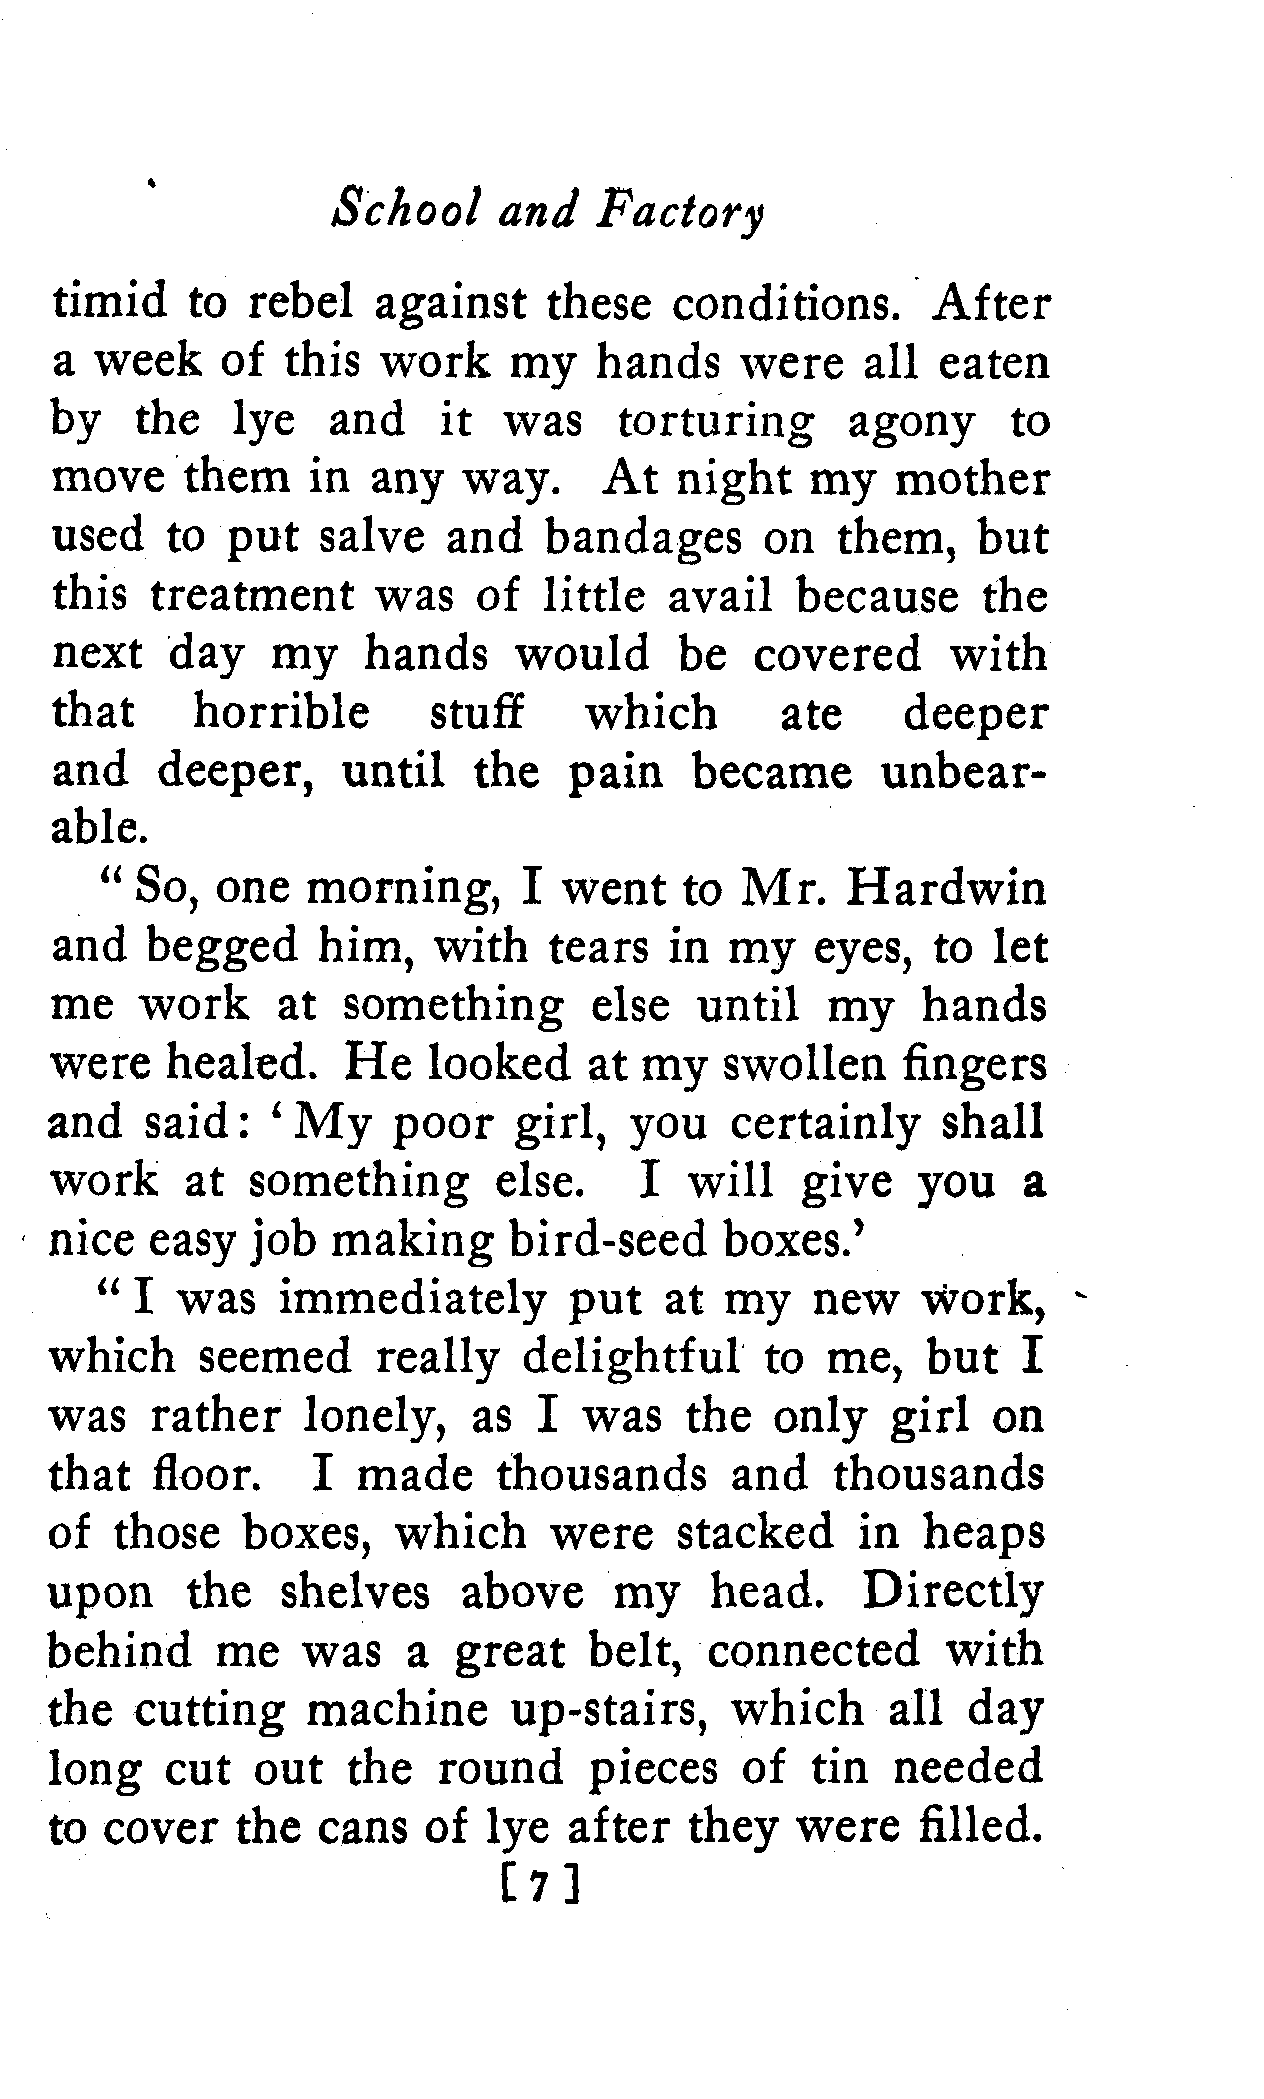 School and Factory
timid to rebel against these conditions. After
a week of this work my hands were all eaten
by the lye and it was torturing agony to
move them in any way. At night my mother
used to put salve and bandages on them, but
this treatment was of little avail because the
next day my hands would be covered with
that horrible stuff which ate deeper
and deeper, until the pain became unbear-
able.
“ So, one morning, I went to Mr. Hardwin
and begged him, with tears in my eyes, to let
me work at something else until my hands
were healed. He looked at my swollen fingers
and said: ‘ My poor girl, you certainly shall
work at something else. I will give you a
nice easy job making bird-seed boxes.’
“ I was immediately put at my new work,
which seemed really delightful to me, but I
was rather lonely, as I was the only girl on
that floor. I made thousands and thousands
of those boxes, which were stacked in heaps
upon the shelves above my head. Directly
behind me was a great belt, connected with
the cutting machine up-stairs, which all day
long cut out the round pieces of tin needed
to cover the cans of lye after they were filled.
[ 7 ]